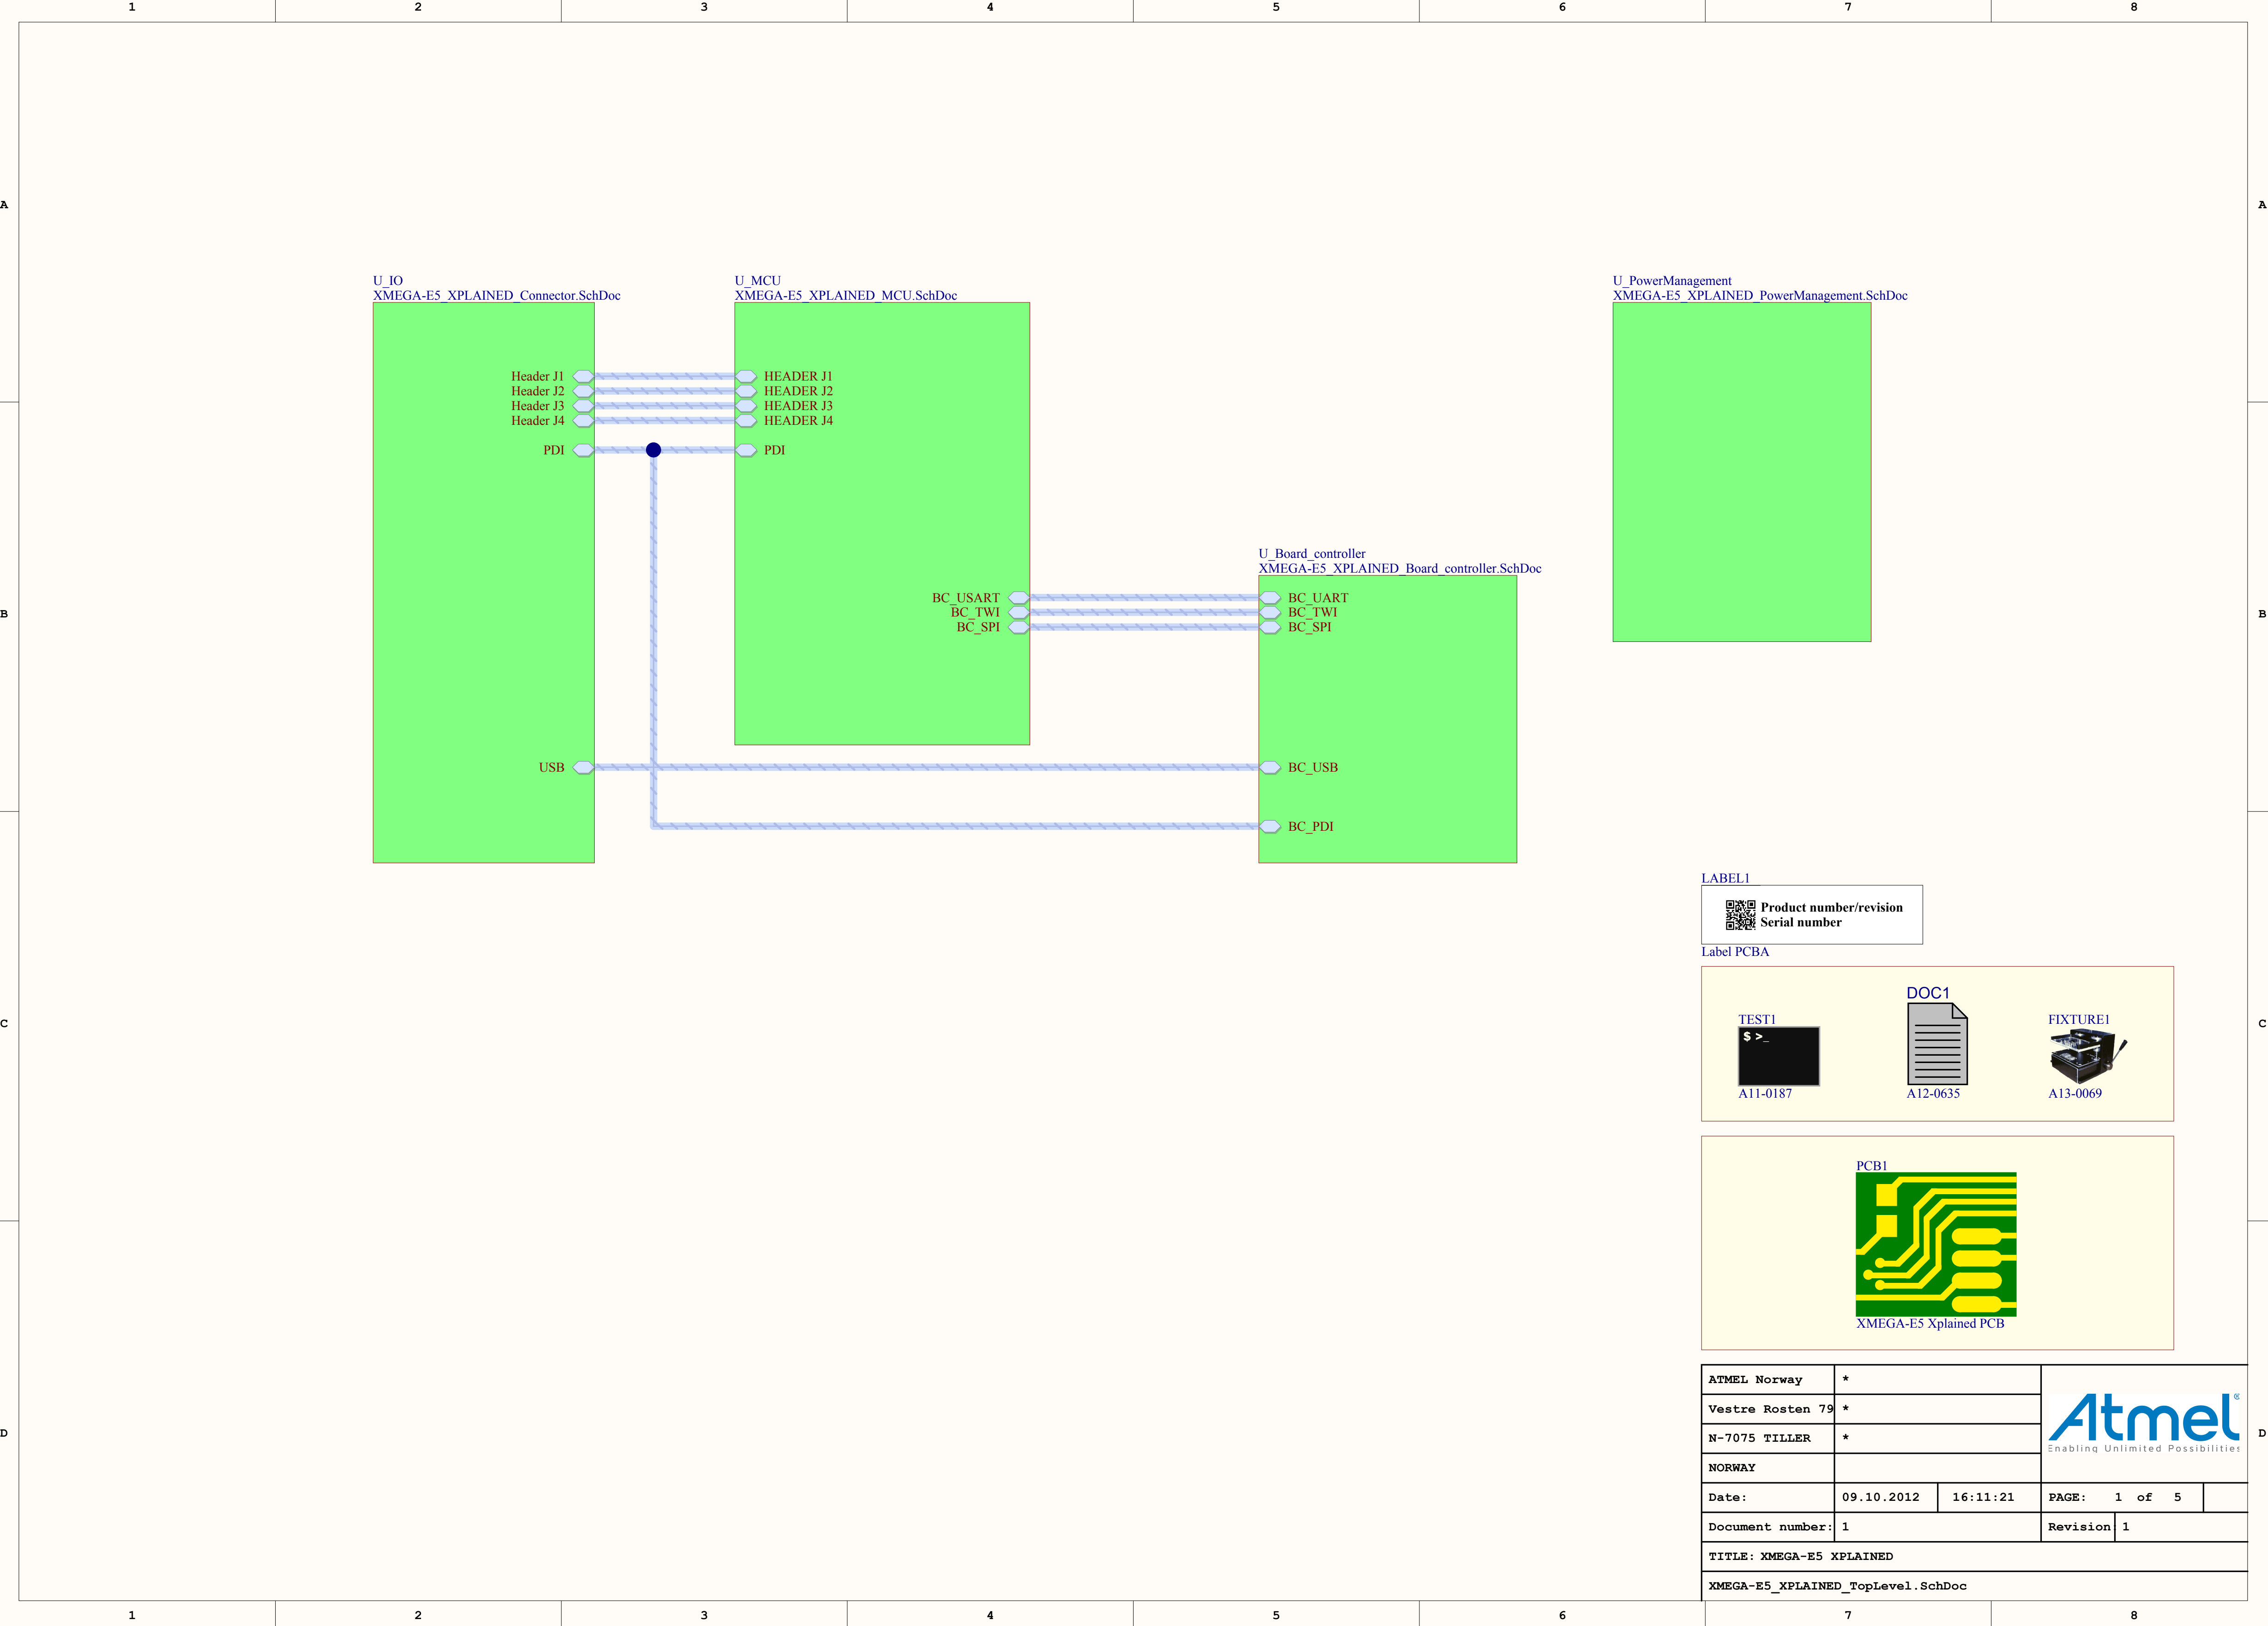 1 2 3 4 5 6 7 8
A A
U_IO
XMEGA-E5_XPLAINED_Connector.SchDoc
Header J1
Header J2
Header J3
Header J4
PDI
USB
U_MCU
XMEGA-E5_XPLAINED_MCU.SchDoc
HEADER J1
HEADER J2
HEADER J3
HEADER J4
PDI
BC_USART
BC_TWI
BC_SPI
U_Board_controller
XMEGA-E5_XPLAINED_Board_controller.SchDoc
BC_UART
BC_TWI
BC_SPI
BC_USB
BC_PDI
U_PowerManagement
XMEGA-E5_XPLAINED_PowerManagement.SchDoc
B B
LABEL1
Product number/revision
Serial number
Label PCBA
C C
TEST1
$ >_
A11-0187
DOC1
A12-0635
FIXTURE1
A13-0069
PCB1
XMEGA-E5 Xplained PCB
D D
ATMEL Norway *
Vestre Rosten 79 *
N-7075 TILLER *
NORWAY
Atmel®
Enabling Unlimited Possibilities
Date: 09.10.2012 16:11:21 PAGE: 1 of 5
Document number: 1 Revision 1
TITLE: XMEGA-E5 XPLAINED
XMEGA-E5_XPLAINED_TopLevel.SchDoc
1 2 3 4 5 6 7 8